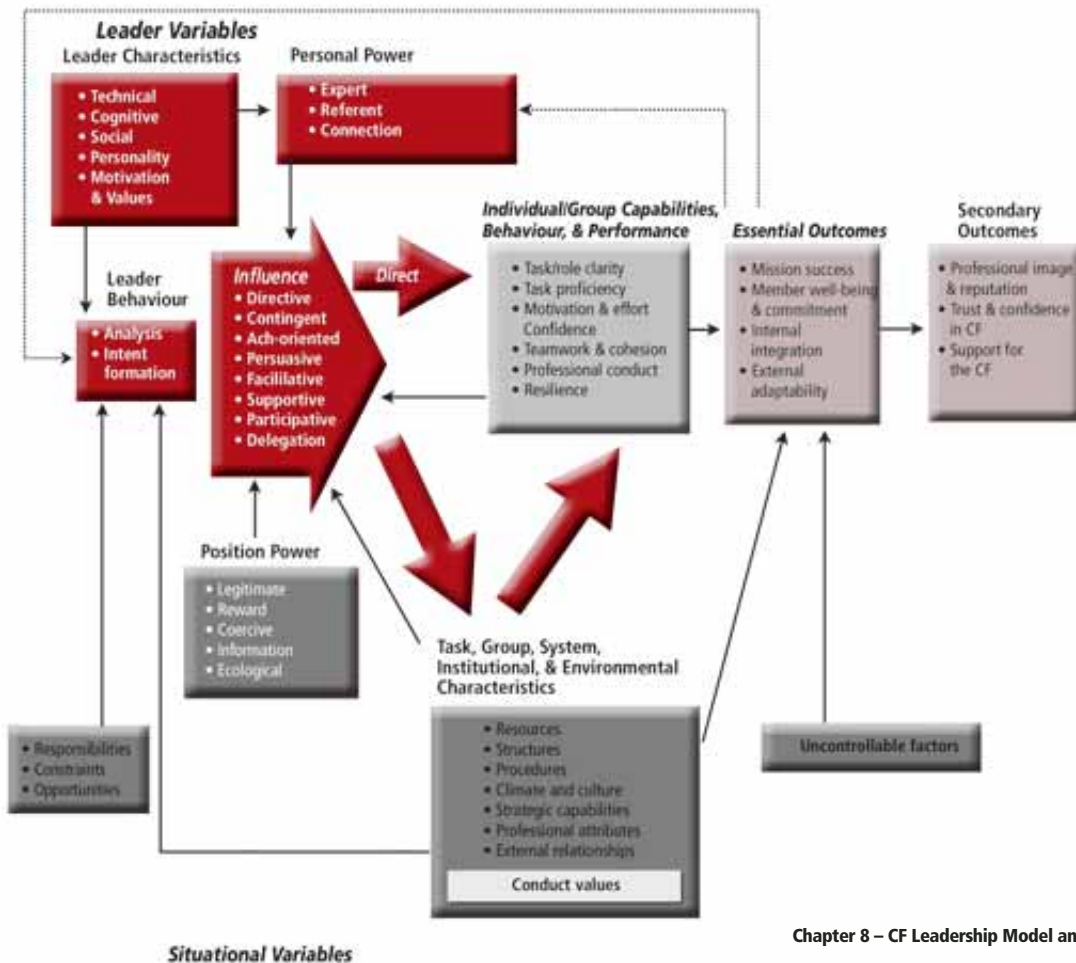 Leader Variables
Leader Characteristics
• Technical
• Cognitive
• Social
• Personality
• Motivation
& Values
Personal Power
• Expert
• Referent
• Connection
Leader
Behaviour
• Analysis
• Intent
formation
Influence
• Directive
• Contingent
• Ach-oriented
• Persuasive
• Facilitative
• Supportive
• Participative
• Delegation
Direct
Individual/Group Capabilities,
Behaviour, & Performance
• Task/role clarity
• Task proficiency
• Motivation & effort
Confidence
• Teamwork & cohesion
• Professional conduct
• Resilience
Essential Outcomes
• Mission success
• Member well-being
& commitment
• Internal
integration
• External
adaptability
Secondary
Outcomes
• Professional image
& reputation
• Trust & confidence
in CF
• Support for
the CF
Position Power
• Legitimate
• Reward
• Coercive
• Information
• Ecological
Task, Group, System,
Institutional, & Environmental
Characteristics
• Resources
• Structures
• Procedures
• Climate and culture
• Strategic capabilities
• Professional attributes
• External relationships
Conduct values
• Responsibilities
• Constraints
• Opportunities
Uncontrollable factors
Situational Variables
Chapter 8 – CF Leadership Model an